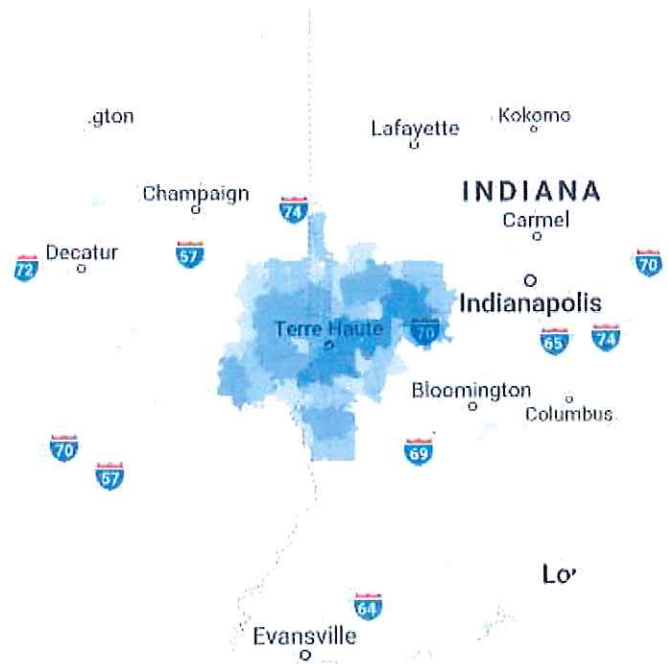 .gton
Kokomo
Lafayette
Champaign
INDIANA
74
Carmel
Decatur
57
72
70
Indianapolis
Terre Haute
70
65
74
Bloomington
Columbus
70
69
57
Lo
64
Evansville